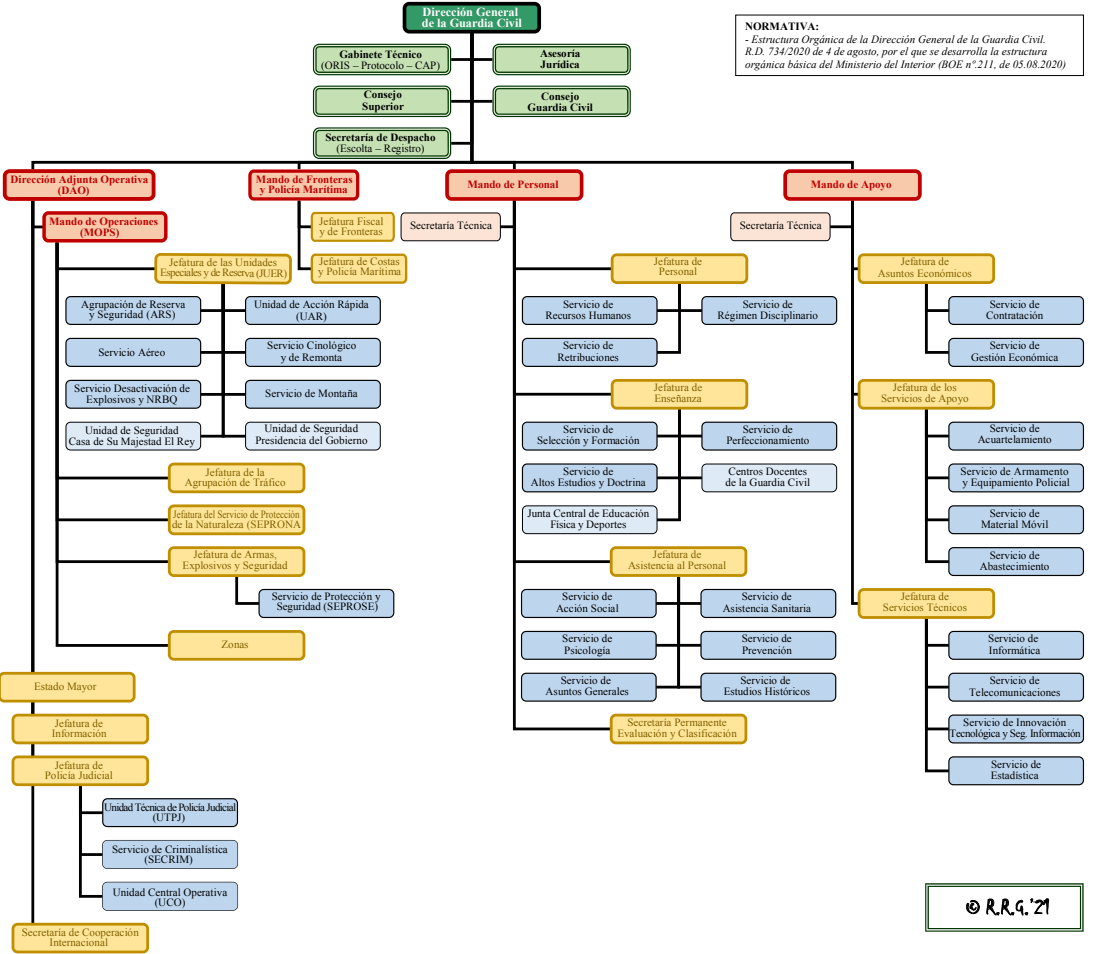 Dirección General
de la Guardia Civil
NORMATIVA:
- Estructura Orgánica de la Dirección General de la Guardia Civil.
R.D. 734/2020 de 4 de agosto, por el que se desarrolla la estructura
orgánica básica del Ministerio del Interior (BOE nº.211, de 05.08.2020)
Gabinete Técnico
(ORIS – Protocolo – CAP)
Asesoría
Jurídica
Consejo
Superior
Consejo
Guardia Civil
Secretaría de Despacho
(Escolta – Registro)
Dirección Adjunta Operativa
(DAO)
Mando de Operaciones
(MOPS)
Jefatura de las Unidades
Especiales y de Reserva (JUER)
Agrupación de Reserva
y Seguridad (ARS)
Unidad de Acción Rápida
(UAR)
Servicio Aéreo
Servicio Cinológico
y de Remonta
Servicio Desactivación de
Explosivos y NRBQ
Servicio de Montaña
Unidad de Seguridad
Casa de Su Majestad El Rey
Unidad de Seguridad
Presidencia del Gobierno
Jefatura de la
Agrupación de Tráfico
Jefatura del Servicio de Protección
de la Naturaleza (SEPRONA
Jefatura de Armas,
Explosivos y Seguridad
Servicio de Protección y
Seguridad (SEPROSE)
Zonas
Estado Mayor
Jefatura de
Información
Jefatura de
Policía Judicial
Unidad Técnica de Policía Judicial
(UTPJ)
Servicio de Criminalística
(SECRIM)
Unidad Central Operativa
(UCO)
Secretaría de Cooperación
Internacional
Mando de Fronteras
y Policía Marítima
Jefatura Fiscal
y de Fronteras
Jefatura de Costas
y Policía Marítima
Mando de Personal
Secretaría Técnica
Jefatura de
Personal
Servicio de
Recursos Humanos
Servicio de
Régimen Disciplinario
Servicio de
Retribuciones
Jefatura de
Enseñanza
Servicio de
Selección y Formación
Servicio de
Perfeccionamiento
Servicio de
Altos Estudios y Doctrina
Centros Docentes
de la Guardia Civil
Junta Central de Educación
Física y Deportes
Jefatura de
Asistencia al Personal
Servicio de
Acción Social
Servicio de
Asistencia Sanitaria
Servicio de
Psicología
Servicio de
Prevención
Servicio de
Asuntos Generales
Servicio de
Estudios Históricos
Secretaría Permanente
Evaluación y Clasificación
Mando de Apoyo
Secretaría Técnica
Jefatura de
Asuntos Económicos
Servicio de
Contratación
Servicio de
Gestión Económica
Jefatura de los
Servicios de Apoyo
Servicio de
Acuartelamiento
Servicio de Armamento
y Equipamiento Policial
Servicio de
Material Móvil
Servicio de
Abastecimiento
Jefatura de
Servicios Técnicos
Servicio de
Informática
Servicio de
Telecomunicaciones
Servicio de Innovación
Tecnológica y Seg. Información
Servicio de
Estadística
© R.R.G.'21